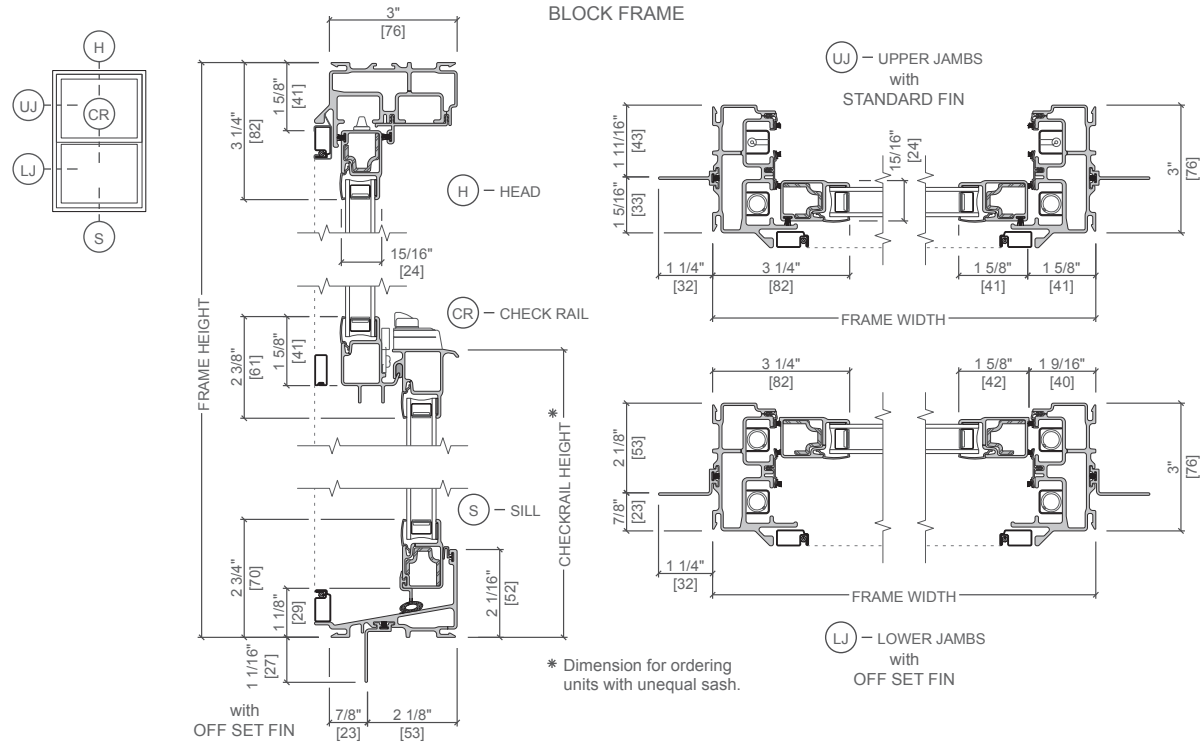 BLOCK FRAME
H
UJ
CR
LJ
S
3"
[76]
1 5/8"
[41]
3 1/4"
[82]
H – HEAD
15/16"
[24]
FRAME HEIGHT
CR – CHECK RAIL
1 5/8"
[41]
2 3/8"
[61]
* CHECKRAIL HEIGHT
S – SILL
2 3/4"
[70]
1 1/8"
[29]
2 1/16"
[52]
1 1/16"
[27]
with
OFF SET FIN
7/8"
[23]
2 1/8"
[53]
* Dimension for ordering
units with unequal sash.
UJ – UPPER JAMBS
with
STANDARD FIN
1 11/16"
[43]
1 5/16"
[33]
15/16"
[24]
3"
[76]
1 1/4"
[32]
3 1/4"
[82]
1 5/8"
[41]
1 5/8"
[41]
FRAME WIDTH
3 1/4"
[82]
1 5/8"
[42]
1 9/16"
[40]
2 1/8"
[53]
7/8"
[23]
3"
[76]
1 1/4"
[32]
FRAME WIDTH
LJ – LOWER JAMBS
with
OFF SET FIN